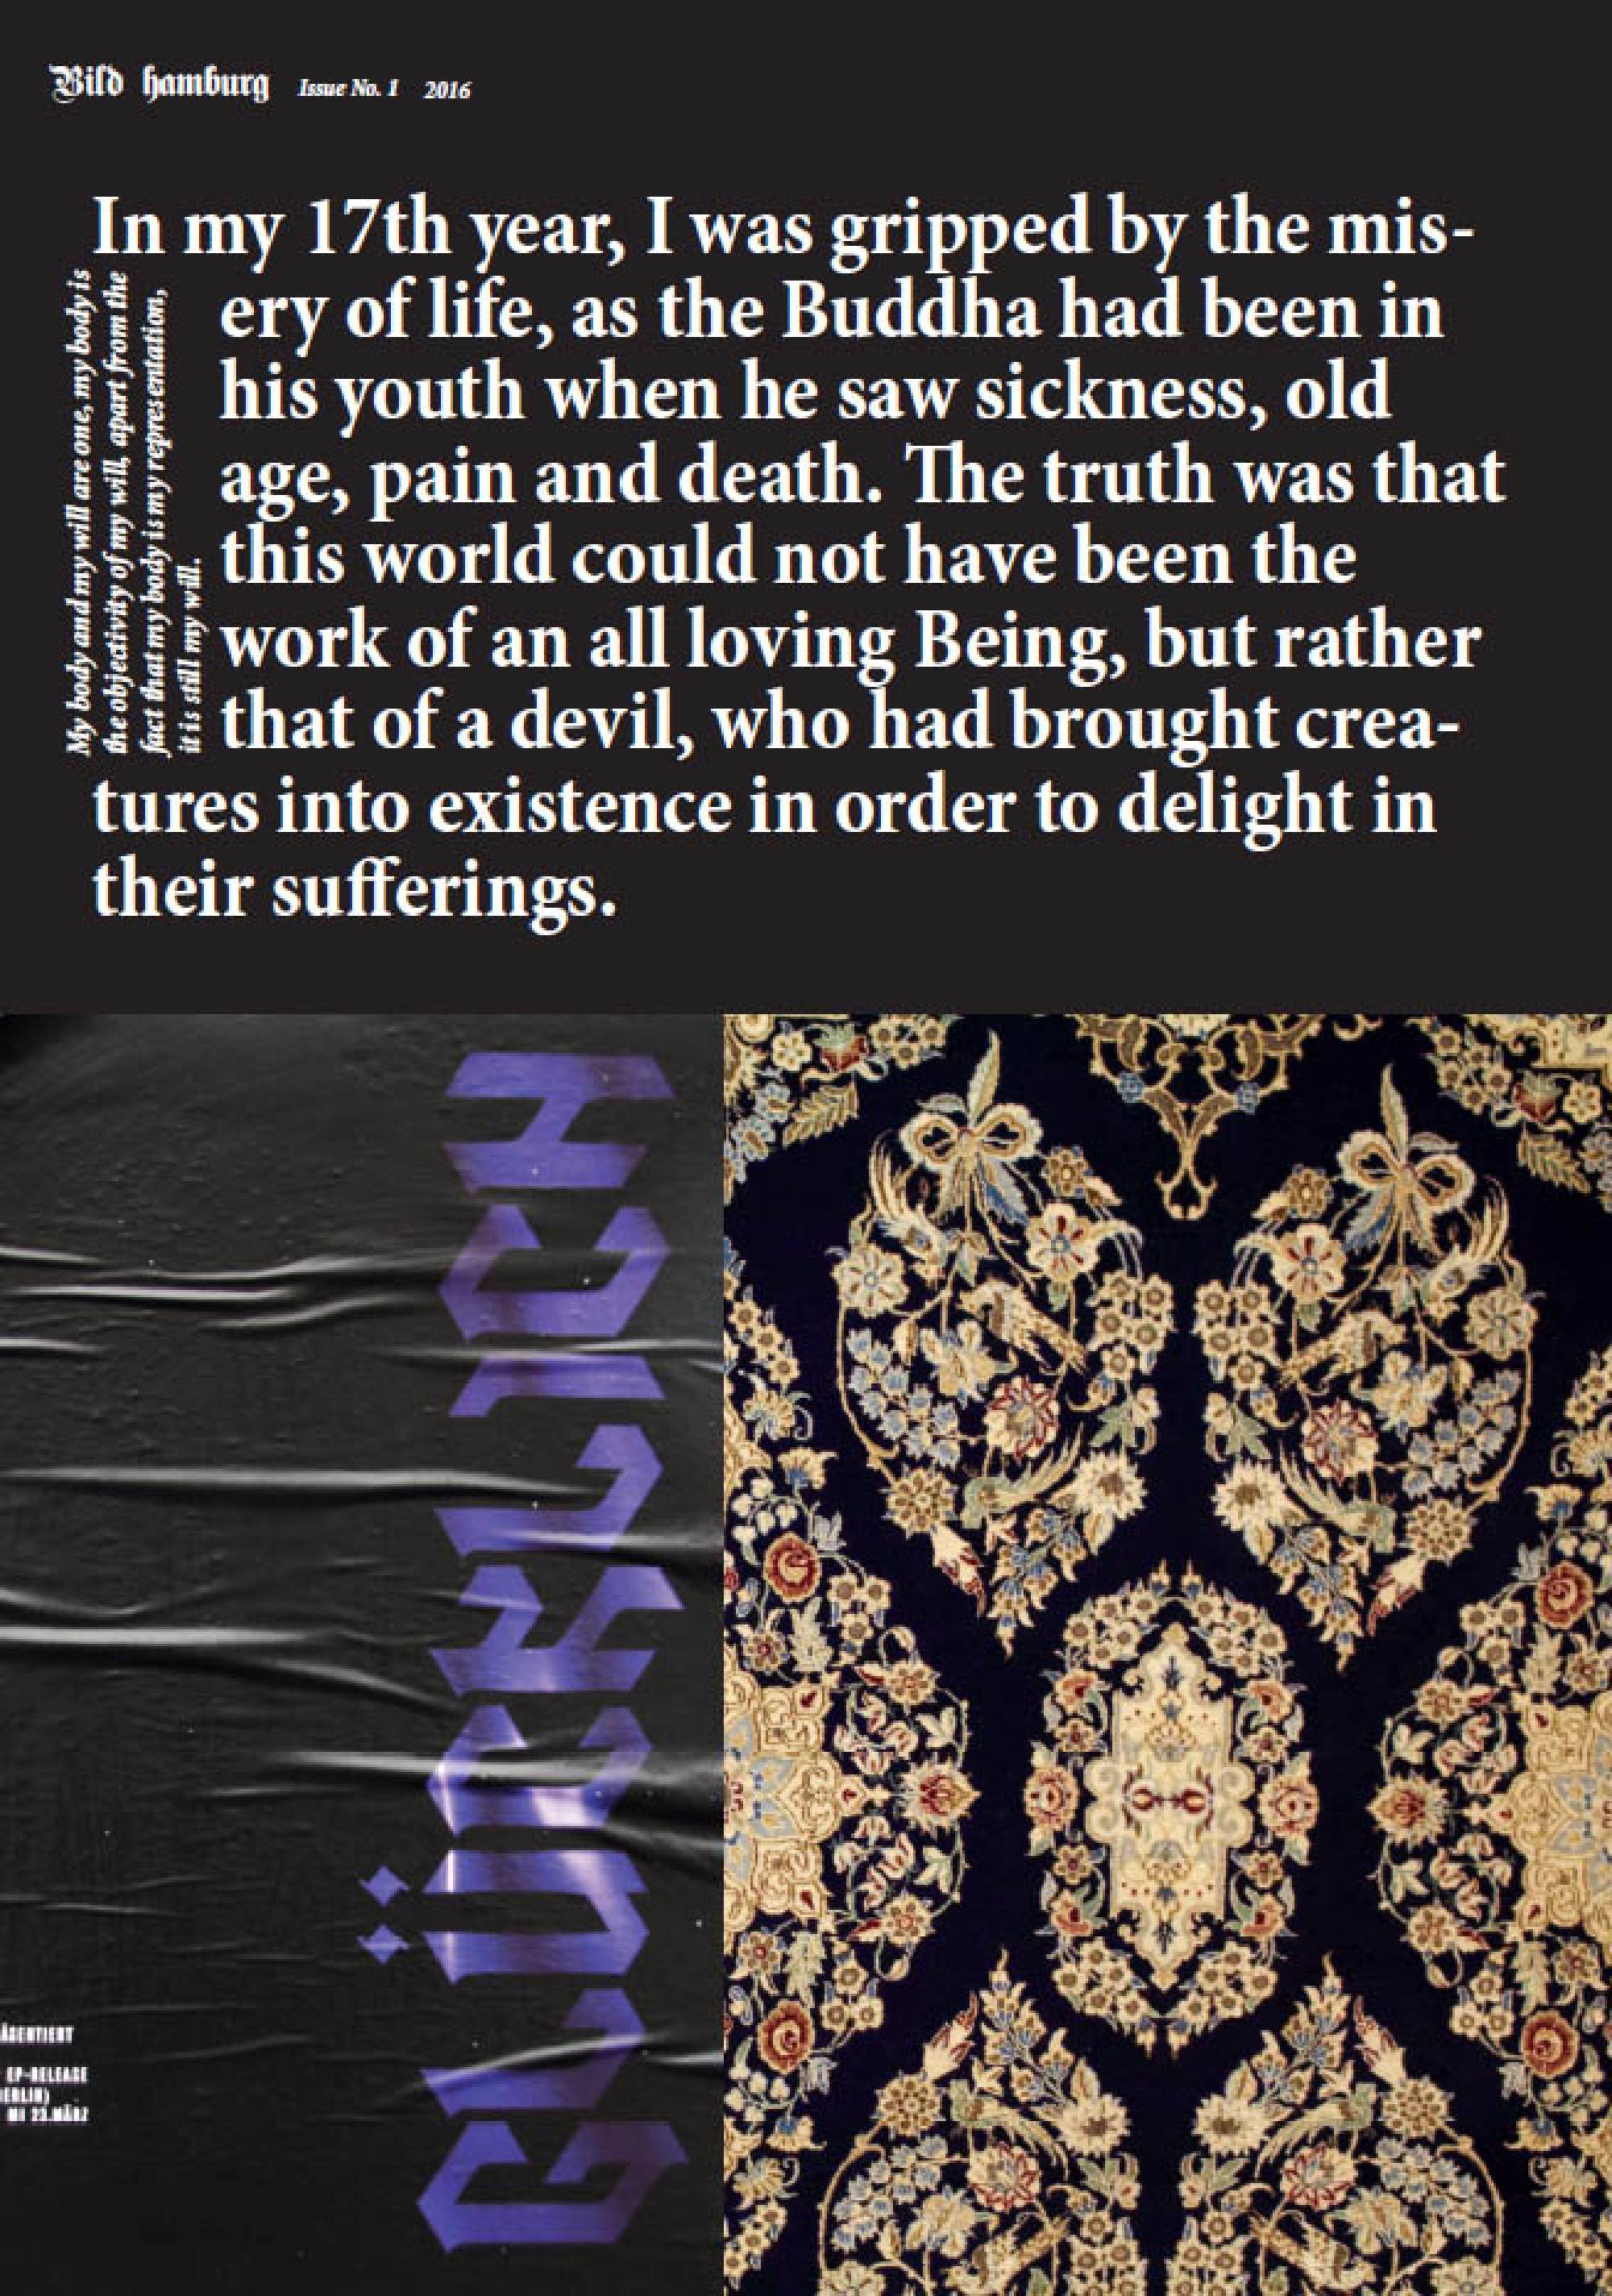 Bild hamburg Issue No. 1 2016
In my 17th year, I was gripped by the mis-
ery of life, as the Buddha had been in
his youth when he saw sickness, old
age, pain and death. The truth was that
this world could not have been the
work of an all loving Being, but rather
that of a devil, who had brought crea-
tures into existence in order to delight in
their sufferings.
My body and my will are one, my body is
the objectivity of my will, apart from the
fact that my body is my representation,
it is still my will.
GLÜCKLICH
ÄSENTIERT
EP-RELEASE
ERLIN)
MI 23.MÄRZ